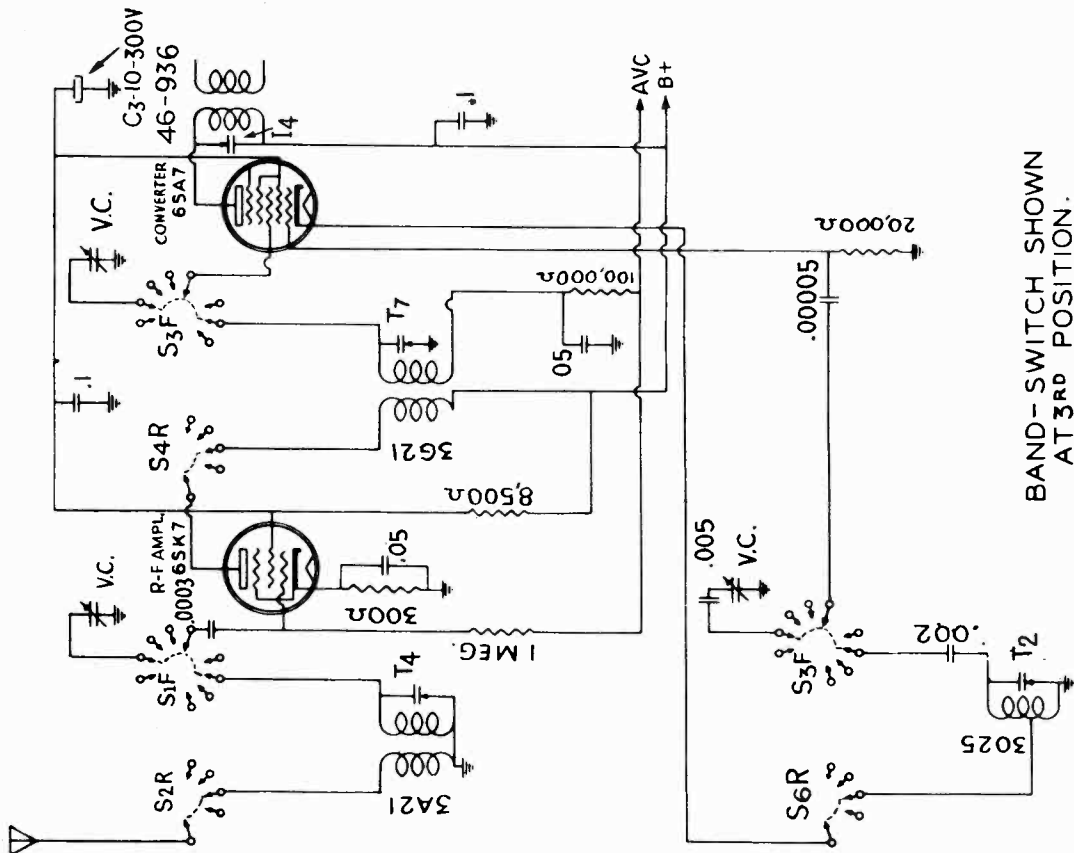 C3-10-300V
46-936
I4
.1
AVC
B+
CONVERTER
6SA7
V.C.
S3F
T7
100,000Ω
.05
20,000Ω
.00005
.1
S4R
3G21
8,500Ω
R-F AMPL.
6SK7
V.C.
.0003
S1F
300Ω
.05
1 MEG.
T4
S2R
3A21
.005
V.C.
S3F
.002
T2
3025
S6R
BAND-SWITCH SHOWN
AT 3RD POSITION.